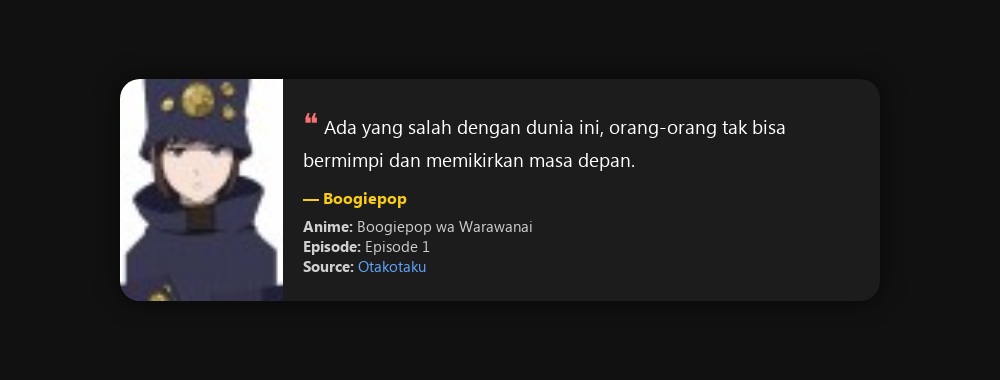 ❝ Ada yang salah dengan dunia ini, orang-orang tak bisa
bermimpi dan memikirkan masa depan.
— Boogiepop
Anime: Boogiepop wa Warawanai
Episode: Episode 1
Source: Otakotaku